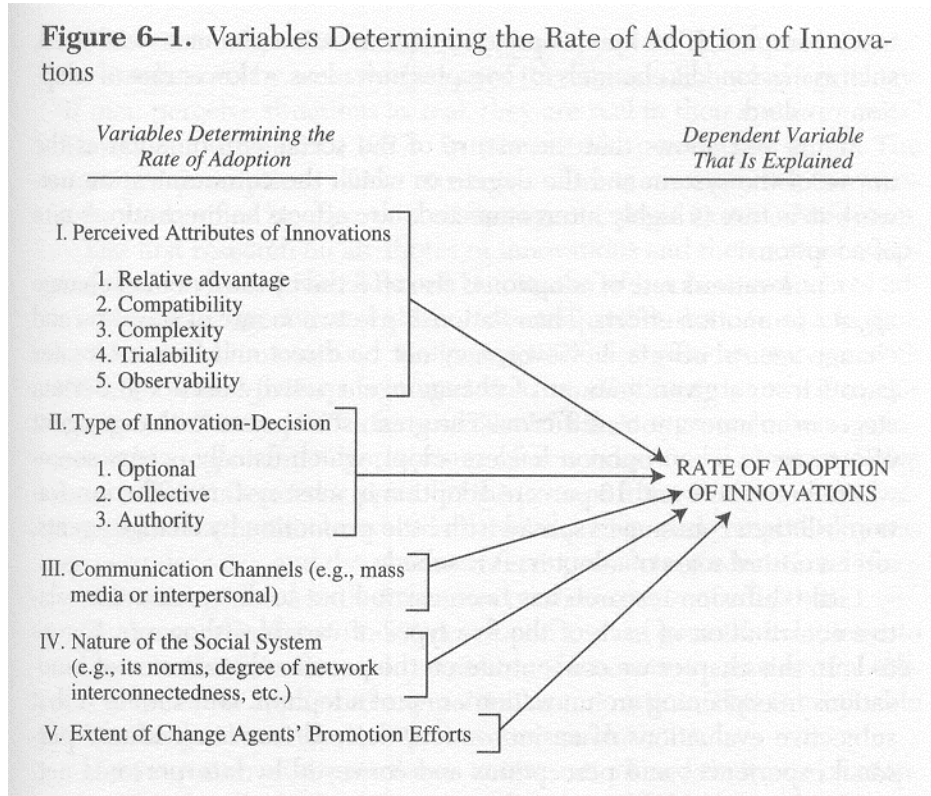 Figure 6–1. Variables Determining the Rate of Adoption of Innova-
tions
Variables Determining the
Rate of Adoption
Dependent Variable
That Is Explained
I. Perceived Attributes of Innovations
1. Relative advantage
2. Compatibility
3. Complexity
4. Trialability
5. Observability
II. Type of Innovation-Decision
1. Optional
2. Collective
3. Authority
RATE OF ADOPTION
OF INNOVATIONS
III. Communication Channels (e.g., mass
media or interpersonal)
IV. Nature of the Social System
(e.g., its norms, degree of network
interconnectedness, etc.)
V. Extent of Change Agents' Promotion Efforts